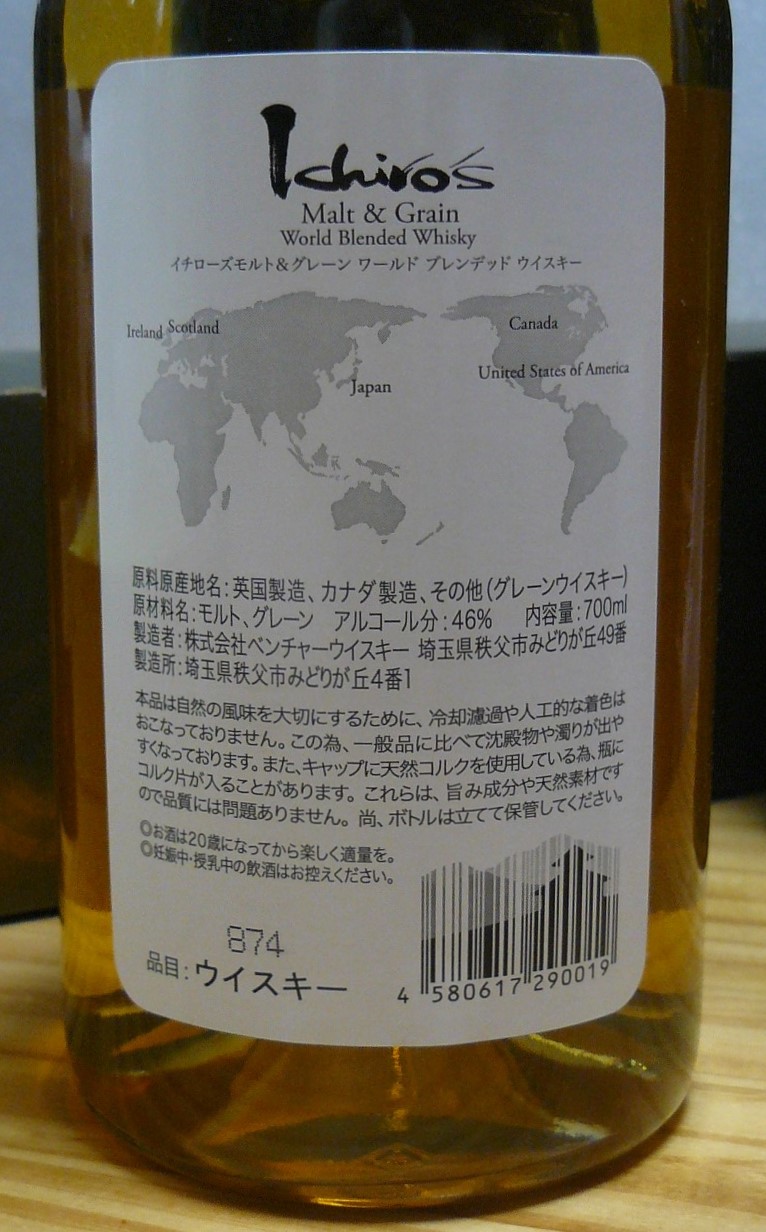 Ichiro's
Malt & Grain
World Blended Whisky
イチローズモルト&グレーン ワールド ブレンデッド ウイスキー
Ireland Scotland
Canada
United States of America
Japan
原料原産地名:英国製造、カナダ製造、その他(グレーンウイスキー)
原材料名:モルト、グレーン アルコール分:46% 内容量:700ml
製造者:株式会社ベンチャーウイスキー 埼玉県秩父市みどりが丘49番
製造所:埼玉県秩父市みどりが丘4番1
本品は自然の風味を大切にするために、冷却濾過や人工的な着色は
おこなっておりません。この為、一般品に比べて沈殿物や濁りが出や
すくなっております。また、キャップに天然コルクを使用している為、瓶に
コルク片が入ることがあります。これらは、旨み成分や天然素材です
ので品質には問題ありません。尚、ボトルは立てて保管してください。
◎お酒は20歳になってから楽しく適量を。
◎妊娠中・授乳中の飲酒はお控えください。
874
品目:ウイスキー
4 580617 290019